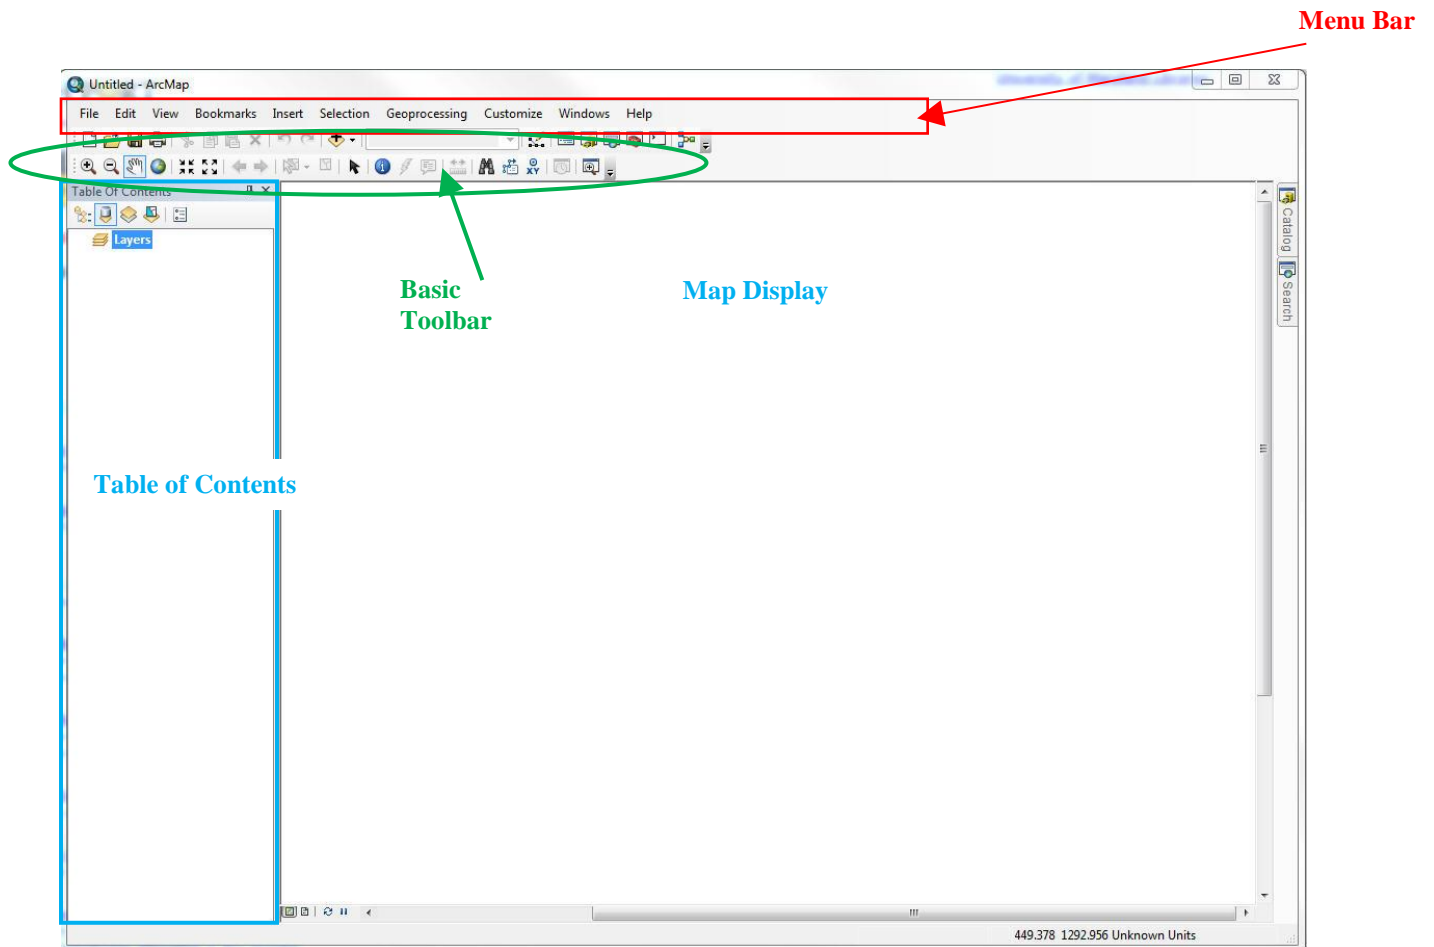 Menu Bar
Untitled - ArcMap
File Edit View Bookmarks Insert Selection Geoprocessing Customize Windows Help
XY
Table Of Contents
Layers
Catalog
Search
Basic
Toolbar
Map Display
Table of Contents
449.378 1292.956 Unknown Units